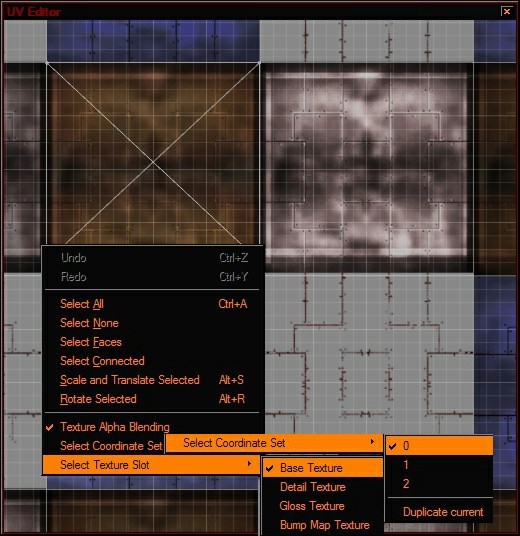 UV Editor
Undo Ctrl+Z
Redo Ctrl+Y
Select All Ctrl+A
Select None
Select Faces
Select Connected
Scale and Translate Selected Alt+S
Rotate Selected Alt+R
Texture Alpha Blending
Select Coordinate Set
Select Texture Slot
Select Coordinate Set
0
1
2
Duplicate current
Base Texture
Detail Texture
Gloss Texture
Bump Map Texture